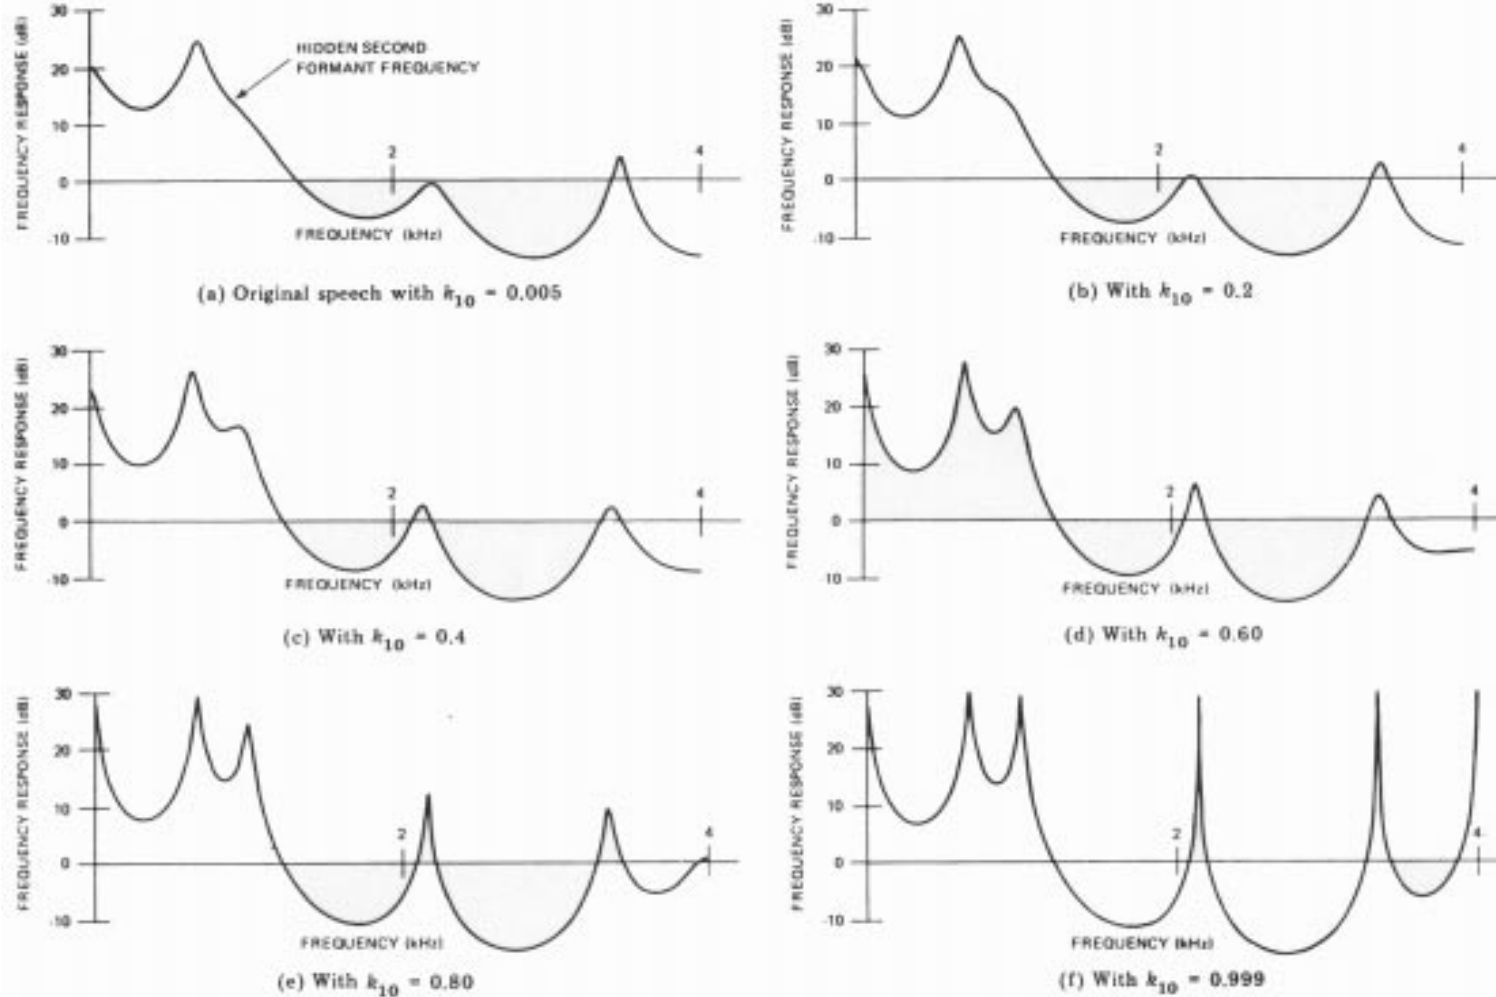 FREQUENCY RESPONSE (dB)
30
20
10
0
-10
HIDDEN SECOND
FORMANT FREQUENCY
2
4
FREQUENCY (kHz)
(a) Original speech with k10 = 0.005
FREQUENCY RESPONSE (dB)
30
20
10
0
-10
2
4
FREQUENCY (kHz)
(b) With k10 = 0.2
FREQUENCY RESPONSE (dB)
30
20
10
0
-10
2
4
FREQUENCY (kHz)
(c) With k10 = 0.4
FREQUENCY RESPONSE (dB)
30
20
10
0
10
2
4
FREQUENCY (kHz)
(d) With k10 = 0.60
FREQUENCY RESPONSE (dB)
30
20
10
0
-10
2
4
FREQUENCY (kHz)
(e) With k10 = 0.80
FREQUENCY RESPONSE (dB)
30
20
10
0
-10
2
4
FREQUENCY (kHz)
(f) With k10 = 0.999